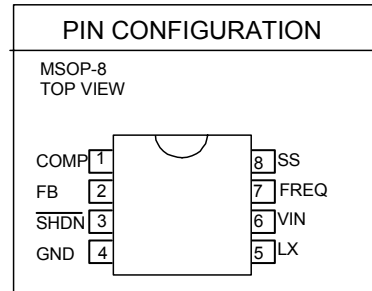 PIN CONFIGURATION
MSOP-8
TOP VIEW
COMP 1 8 SS
FB 2 7 FREQ
SHDN 3 6 VIN
GND 4 5 LX